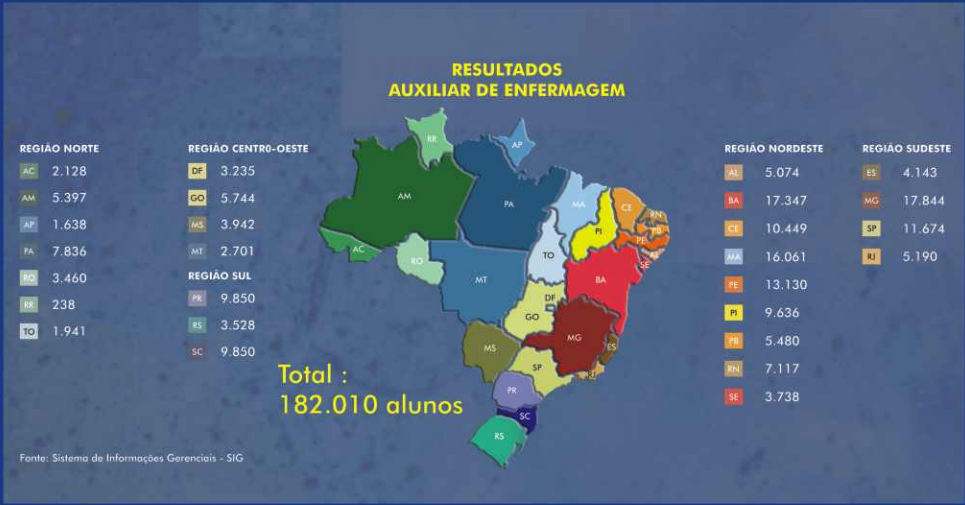 RESULTADOS
AUXILIAR DE ENFERMAGEM
REGIÃO NORTE
AC 2.128
AM 5.397
AP 1.638
PA 7.836
RO 3.460
RR 238
TO 1.941
REGIÃO CENTR0-OESTE
DF 3.235
GO 5.744
MS 3.942
MT 2.701
REGIÃO SUL
PR 9.850
RS 3.528
SC 9.850
RR
AP
AM
PA
MA
CE
RN
PB
PE
AL
SE
PI
AC
RO
TO
BA
MT
DF
GO
MG
ES
MS
SP
RJ
PR
SC
RS
REGIÃO NORDESTE
AL 5.074
BA 17.347
CE 10.449
MA 16.061
PE 13.130
PI 9.636
PB 5.480
RN 7.117
SE 3.738
REGIÃO SUDESTE
ES 4.143
MG 17.844
SP 11.674
RJ 5.190
Total :
182.010 alunos
Fonte: Sistema de Informações Gerenciais - SIG